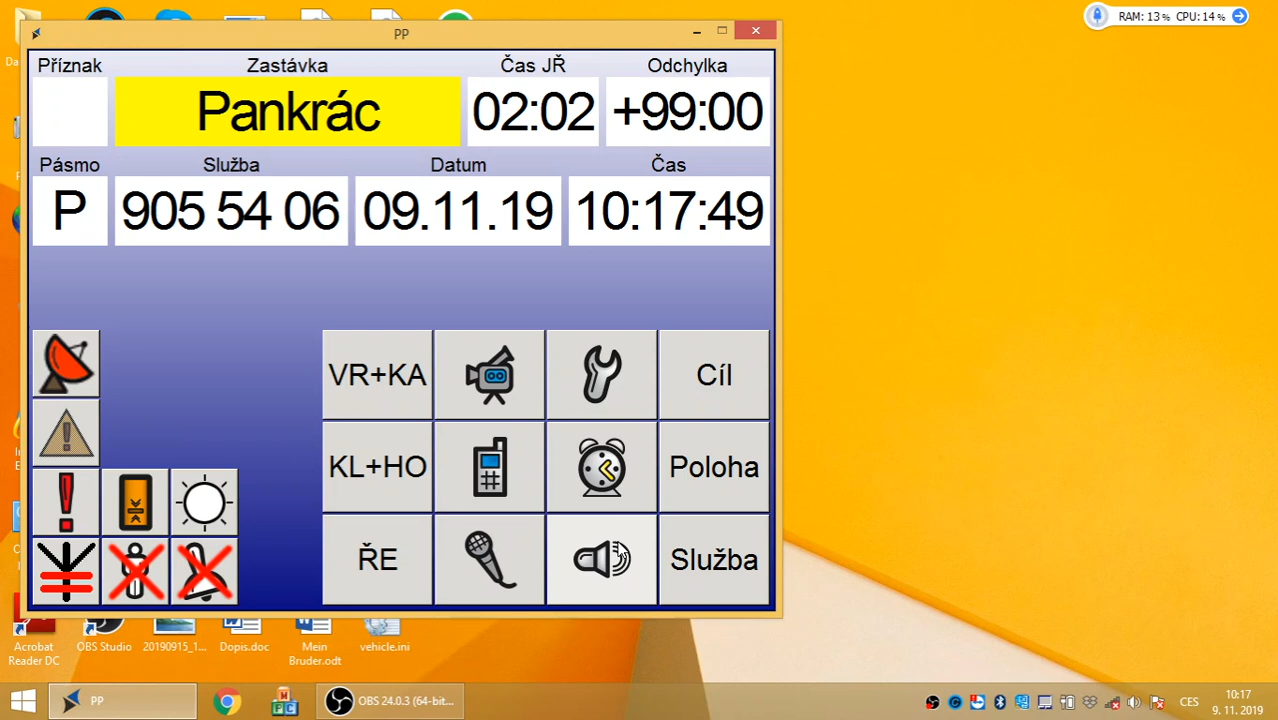 RAM: 13 % CPU: 14 %
PP
Příznak Zastávka Čas JŘ Odchylka
Pankrác 02:02 +99:00
Pásmo Služba Datum Čas
P 905 54 06 09.11.19 10:17:49
VR+KA Cíl
KL+HO Poloha
ŘE Služba
Acrobat OBS Studio 20190915_1... Dopis.doc Mein vehicle.ini
Reader DC Bruder.odt
PP OBS 24.0.3 (64-bit... CES 10:17
9. 11. 2019